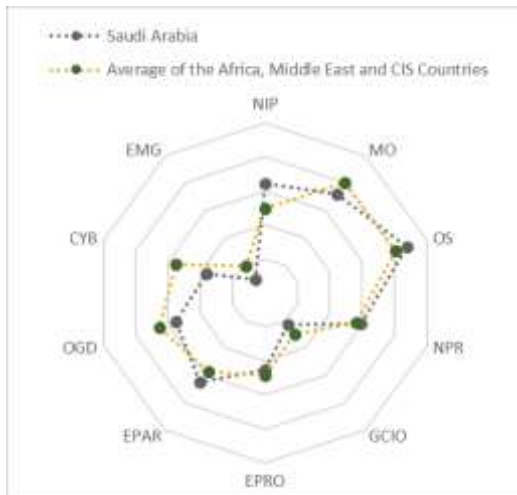 Saudi Arabia
Average of the Africa, Middle East and CIS Countries
NIP
EMG
MO
CYB
OS
OGD
NPR
EPAR
GCIO
EPRO